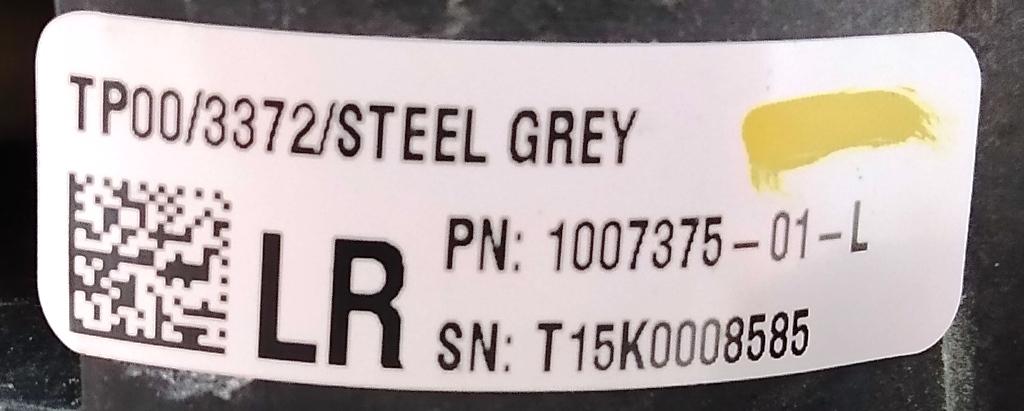 TP00/3372/STEEL GREY
LR
PN: 1007375-01-L
SN: T15K0008585